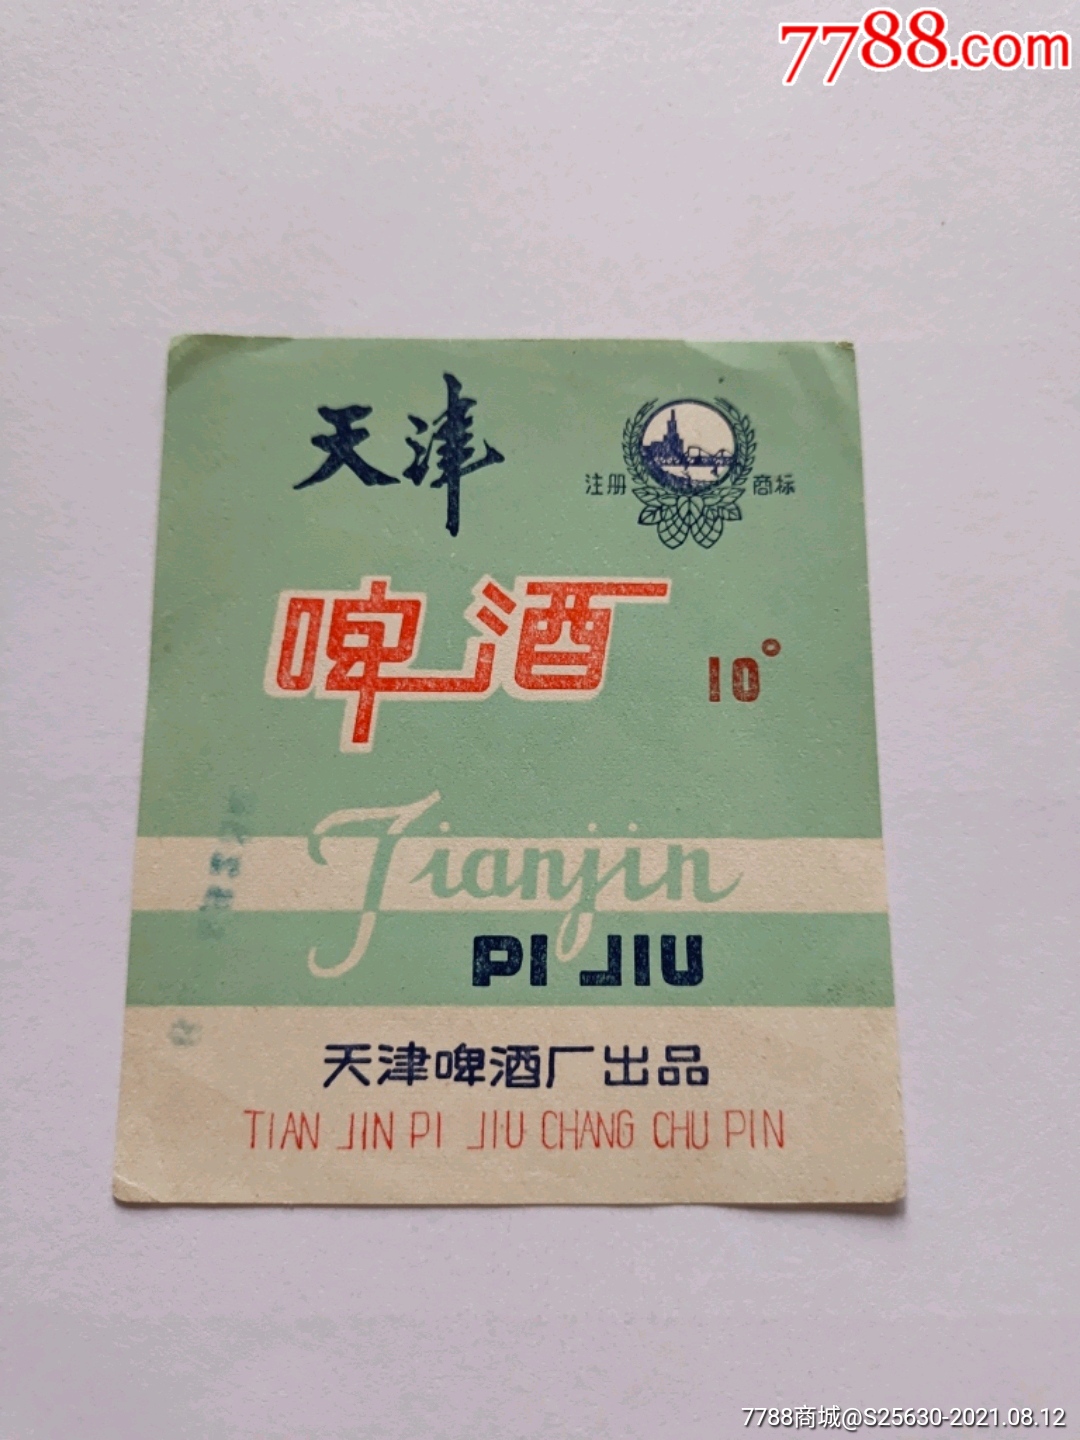 7788.com
天津
注册 商标
啤酒
10°
Tianjin
PI JIU
天津啤酒厂出品
TIAN JIN PI JIU CHANG CHU PIN
7788商城@S25630-2021.08.12